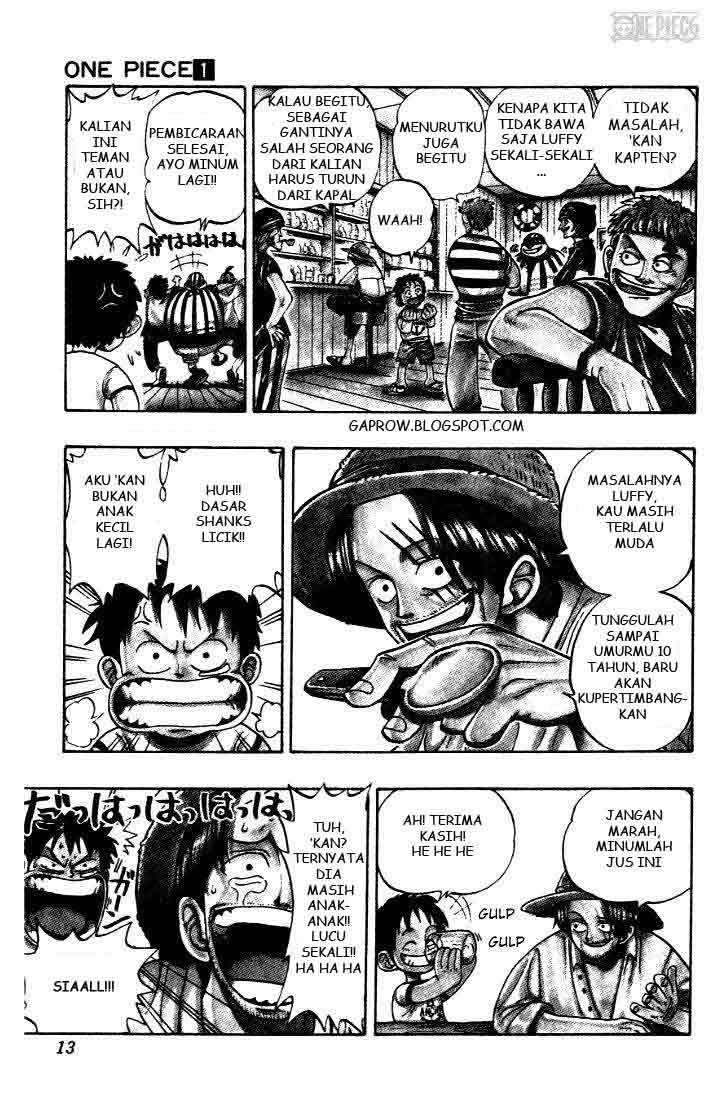 ONE PIECE
ONE PIECE 1
TIDAK
MASALAH,
'KAN
KAPTEN?
KENAPA KITA
TIDAK BAWA
SAJA LUFFY
SEKALI-SEKALI
...
MENURUTKU
JUGA
BEGITU
KALAU BEGITU,
SEBAGAI
GANTINYA
SALAH SEORANG
DARI KALIAN
HARUS TURUN
DARI KAPAL
WAAH!
PEMBICARAAN
SELESAI,
AYO MINUM
LAGI!!
KALIAN
INI
TEMAN
ATAU
BUKAN,
SIH?!
がははははは
GAPROW.BLOGSPOT.COM
MASALAHNYA
LUFFY,
KAU MASIH
TERLALU
MUDA
TUNGGULAH
SAMPAI
UMURMU 10
TAHUN, BARU
AKAN
KUPERTIMBANG-
KAN
HUH!!
DASAR
SHANKS
LICIK!!
AKU 'KAN
BUKAN
ANAK
KECIL
LAGI!
JANGAN
MARAH,
MINUMLAH
JUS INI
AH! TERIMA
KASIH!
HE HE HE
GULP
GULP
だっはっはっはっはっ
TUH,
'KAN?
TERNYATA
DIA
MASIH
ANAK-
ANAK!!
LUCU
SEKALI!!
HA HA HA
ガーン
SIAALL!!!
13